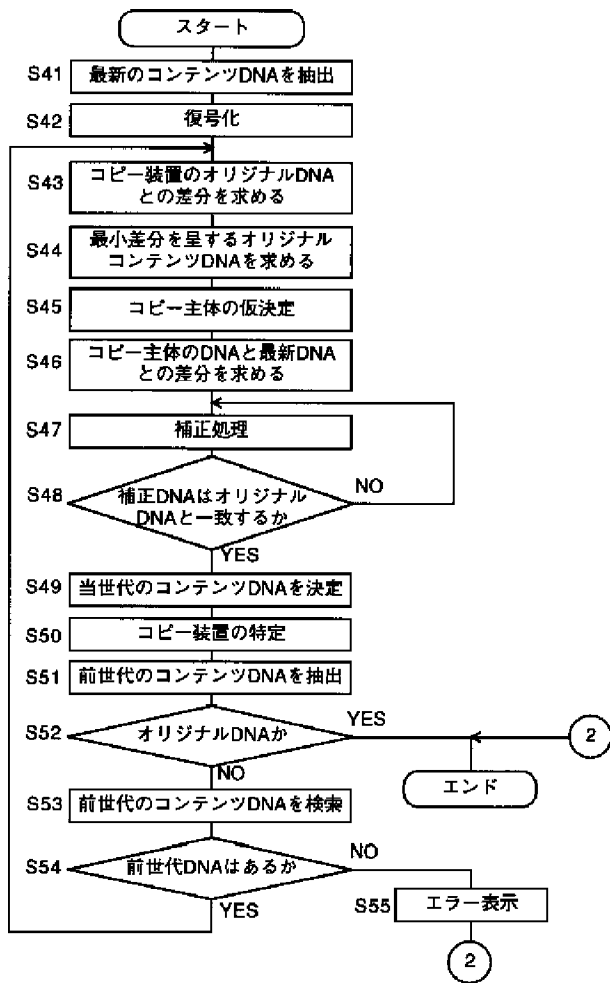 スタート
S41
最新のコンテンツDNAを抽出
S42
復号化
S43
コピー装置のオリジナルDNA
との差分を求める
S44
最小差分を呈するオリジナル
コンテンツDNAを求める
S45
コピー主体の仮決定
S46
コピー主体のDNAと最新DNA
との差分を求める
S47
補正処理
S48
補正DNAはオリジナル
DNAと一致するか
NO
YES
S49
当世代のコンテンツDNAを決定
S50
コピー装置の特定
S51
前世代のコンテンツDNAを抽出
S52
オリジナルDNAか
YES
2
NO
エンド
S53
前世代のコンテンツDNAを検索
S54
前世代DNAはあるか
NO
YES
S55
エラー表示
2